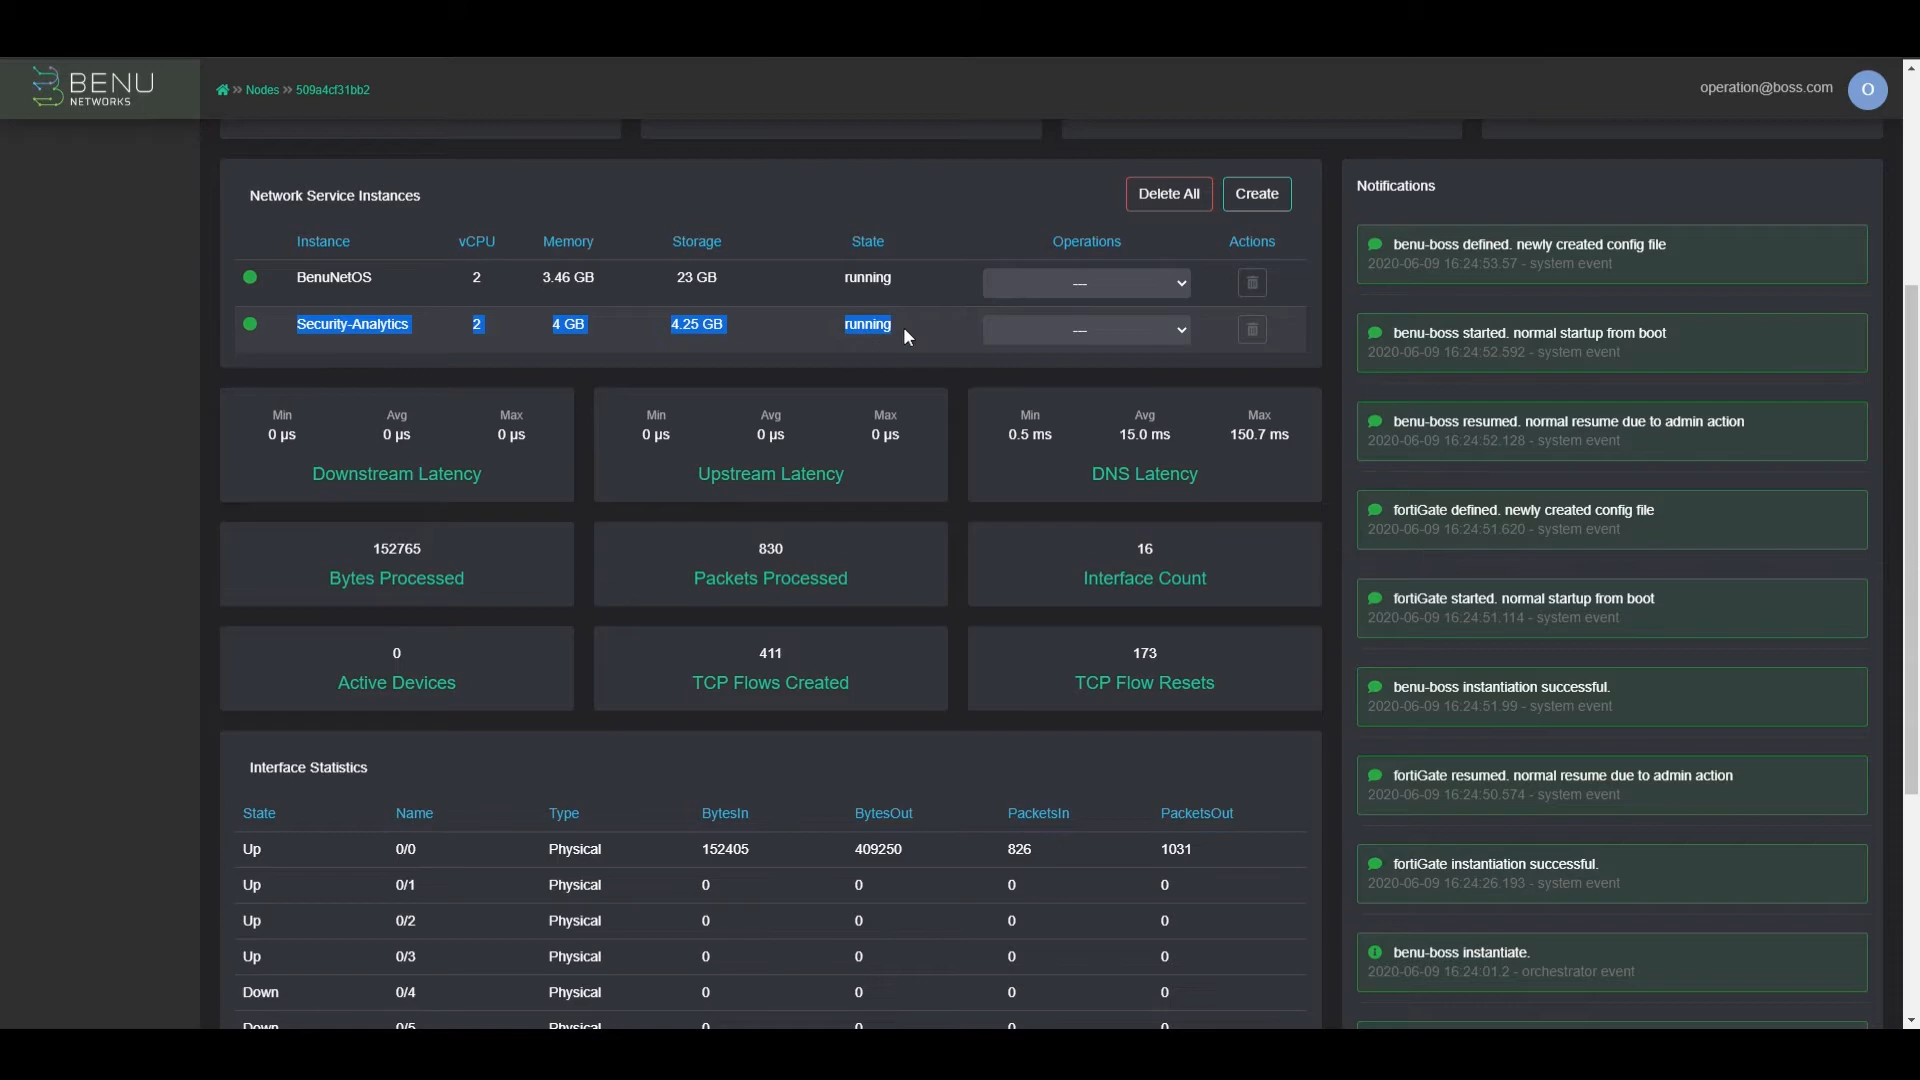 BENU
NETWORKS
>> Nodes >> 509a4cf31bb2
operation@boss.com
O
Network Service Instances
Delete All
Create
Instance vCPU Memory Storage State Operations Actions
BenuNetOS 2 3.46 GB 23 GB running ---
Security-Analytics 2 4 GB 4.25 GB running ---
Min Avg Max
0 µs 0 µs 0 µs
Downstream Latency
Min Avg Max
0 µs 0 µs 0 µs
Upstream Latency
Min Avg Max
0.5 ms 15.0 ms 150.7 ms
DNS Latency
152765
Bytes Processed
830
Packets Processed
16
Interface Count
0
Active Devices
411
TCP Flows Created
173
TCP Flow Resets
Interface Statistics
State Name Type BytesIn BytesOut PacketsIn PacketsOut
Up 0/0 Physical 152405 409250 826 1031
Up 0/1 Physical 0 0 0 0
Up 0/2 Physical 0 0 0 0
Up 0/3 Physical 0 0 0 0
Down 0/4 Physical 0 0 0 0
Down 0/5 Physical 0 0 0 0
Notifications
benu-boss defined. newly created config file
2020-06-09 16:24:53.57 - system event
benu-boss started. normal startup from boot
2020-06-09 16:24:52.592 - system event
benu-boss resumed. normal resume due to admin action
2020-06-09 16:24:52.128 - system event
fortiGate defined. newly created config file
2020-06-09 16:24:51.620 - system event
fortiGate started. normal startup from boot
2020-06-09 16:24:51.114 - system event
benu-boss instantiation successful.
2020-06-09 16:24:51.99 - system event
fortiGate resumed. normal resume due to admin action
2020-06-09 16:24:50.574 - system event
fortiGate instantiation successful.
2020-06-09 16:24:26.193 - system event
benu-boss instantiate.
2020-06-09 16:24:01.2 - orchestrator event